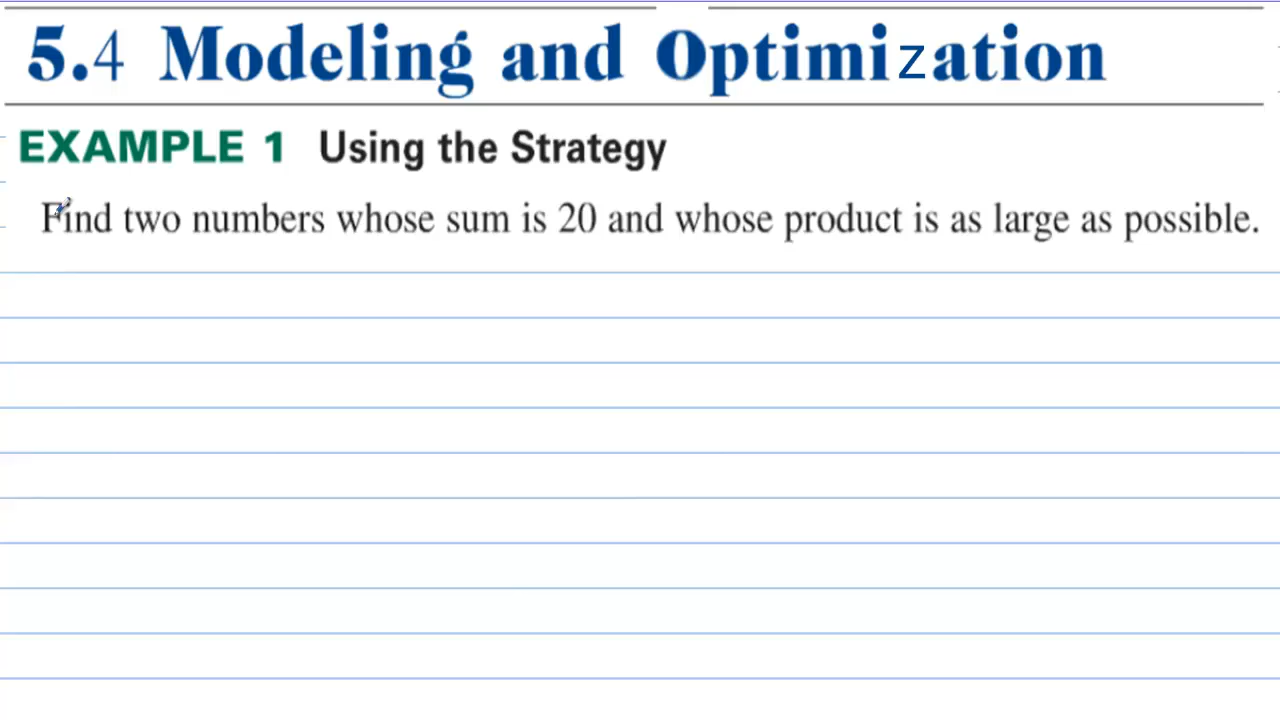 5.4 Modeling and Optimization
EXAMPLE 1 Using the Strategy
Find two numbers whose sum is 20 and whose product is as large as possible.